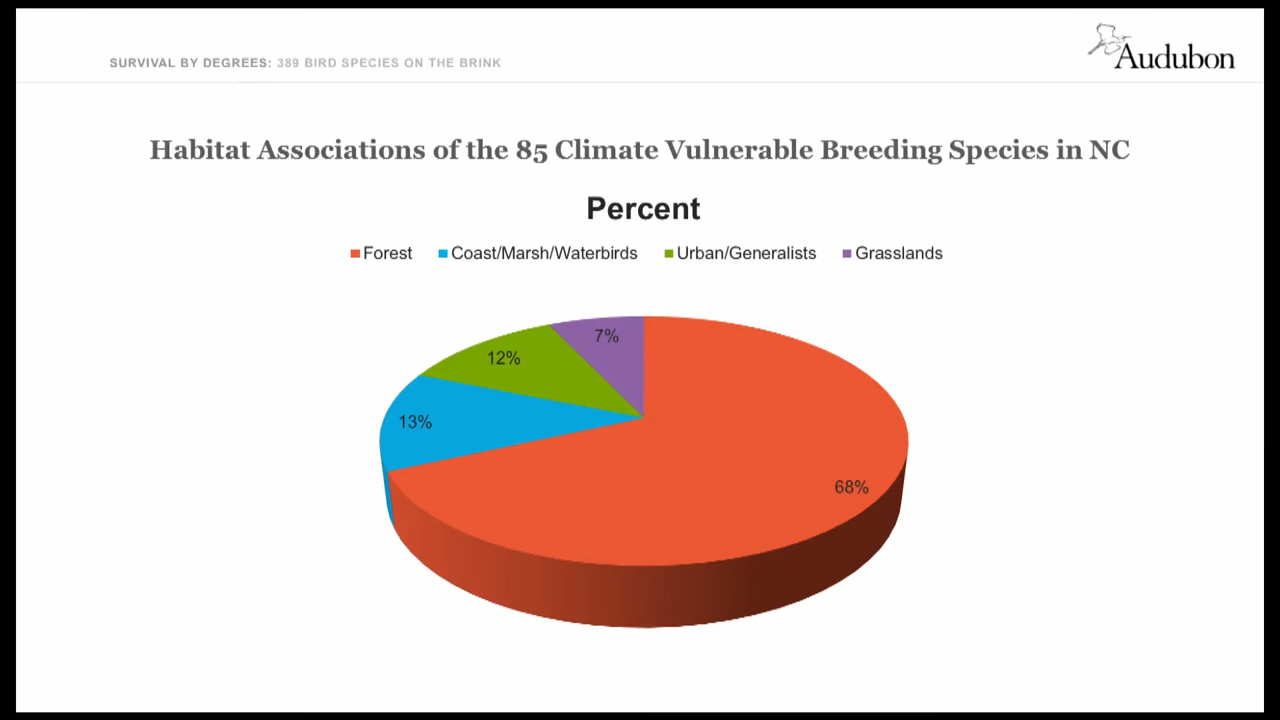 SURVIVAL BY DEGREES: 389 BIRD SPECIES ON THE BRINK
Audubon
Habitat Associations of the 85 Climate Vulnerable Breeding Species in NC
Percent
Forest Coast/Marsh/Waterbirds Urban/Generalists Grasslands
7%
12%
13%
68%